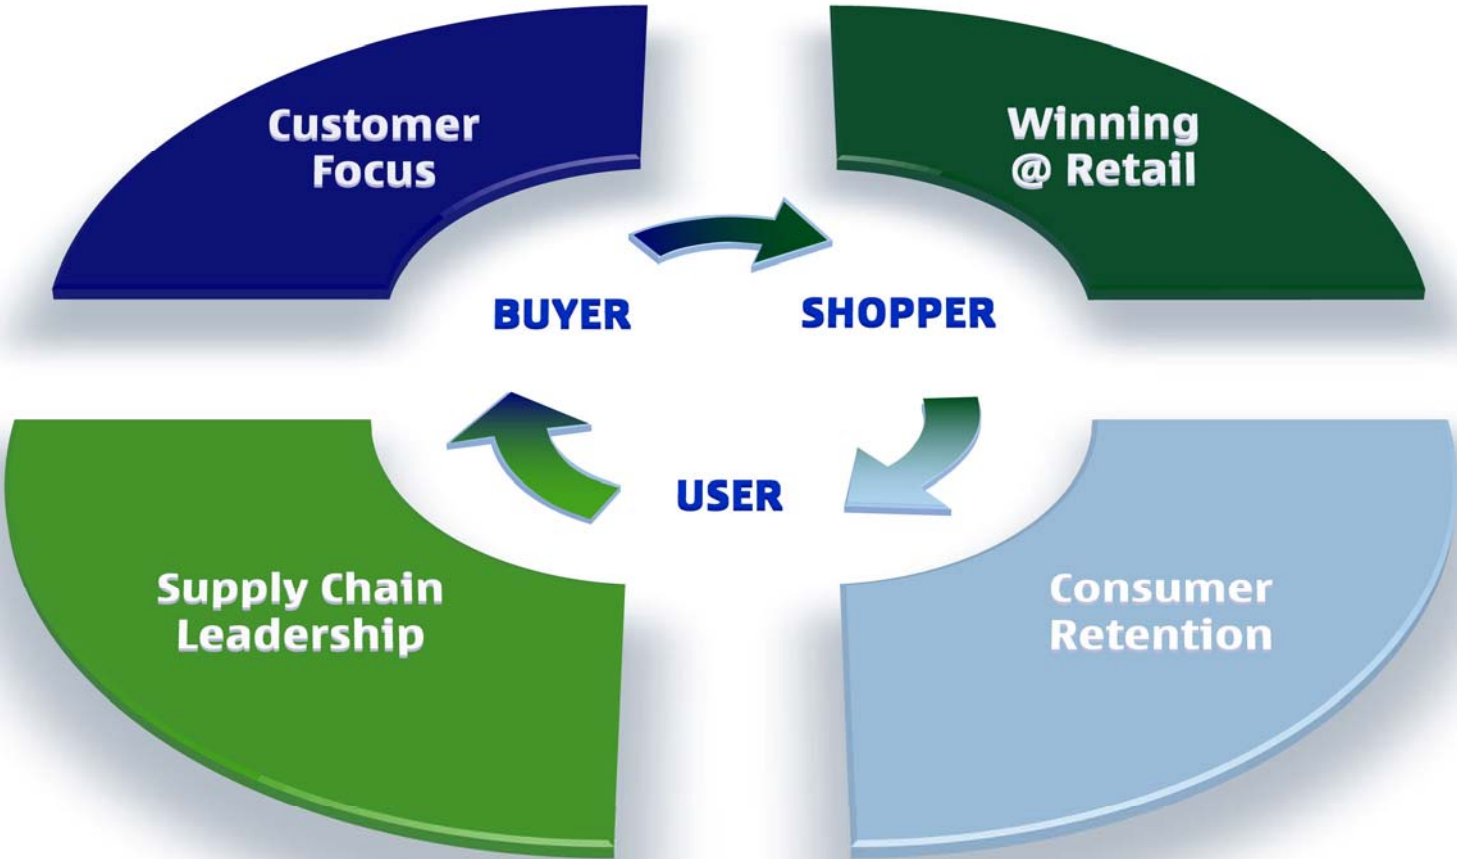 Customer
Focus
Winning
@ Retail
BUYER
SHOPPER
USER
Supply Chain
Leadership
Consumer
Retention